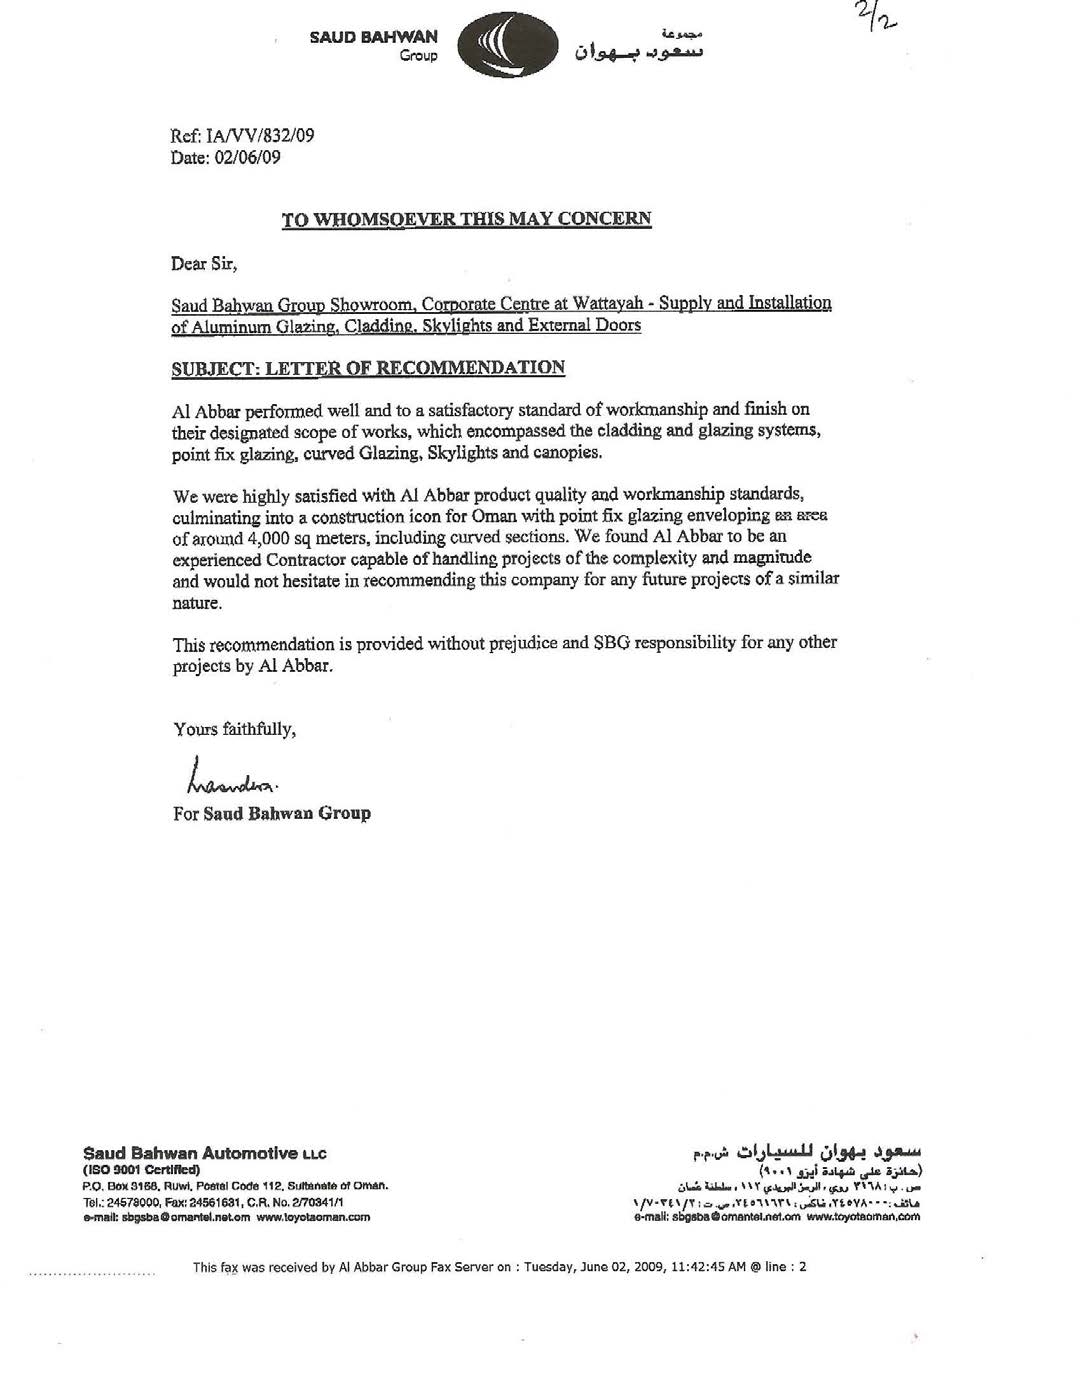 2/2
SAUD BAHWAN
Group
مجموعة
سعود بهوان
Ref: IA/VV/832/09
Date: 02/06/09
TO WHOMSOEVER THIS MAY CONCERN
Dear Sir,
Saud Bahwan Group Showroom, Corporate Centre at Wattayah - Supply and Installation
of Aluminum Glazing, Cladding, Skylights and External Doors
SUBJECT: LETTER OF RECOMMENDATION
Al Abbar performed well and to a satisfactory standard of workmanship and finish on
their designated scope of works, which encompassed the cladding and glazing systems,
point fix glazing, curved Glazing, Skylights and canopies.
We were highly satisfied with Al Abbar product quality and workmanship standards,
culminating into a construction icon for Oman with point fix glazing enveloping an area
of around 4,000 sq meters, including curved sections. We found Al Abbar to be an
experienced Contractor capable of handling projects of the complexity and magnitude
and would not hesitate in recommending this company for any future projects of a similar
nature.
This recommendation is provided without prejudice and SBG responsibility for any other
projects by Al Abbar.
Yours faithfully,
For Saud Bahwan Group
Saud Bahwan Automotive LLC
(ISO 9001 Certified)
P.O. Box 3168, Ruwi, Postal Code 112, Sultanate of Oman.
Tel.: 24578000, Fax: 24561631, C.R. No. 2/70341/1
e-mail: sbgsba@omantel.net.om www.toyotaoman.com
سعود بهوان للسيارات ش.م.م
(حائزة على شهادة أيزو ٩٠٠١)
ص . ب : ٣١٦٨ روي ، الرمز البريدي ١١٢ ، سلطنة عُمان
هاتف : ٢٤٥٧٨٠٠٠، فاكس : ٢٤٥٦١٦٣١، س . ت : ١/٧٠٣٤١/٢
e-mail: sbgsba@omantel.net.om www.toyotaoman.com
This fax was received by Al Abbar Group Fax Server on : Tuesday, June 02, 2009, 11:42:45 AM @ line : 2